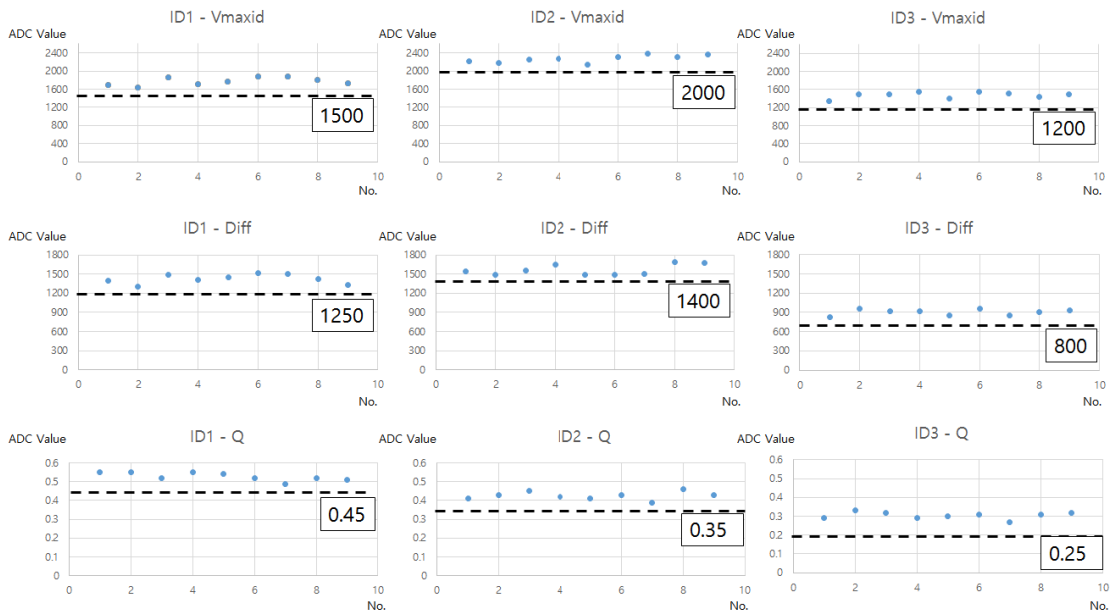 ID1 - Vmaxid
ADC Value
2400
2000
1600
1200
800
400
0
1500
0 2 4 6 8 10
No.
ID2 - Vmaxid
ADC Value
2400
2000
1600
1200
800
400
0
2000
0 2 4 6 8 10
No.
ID3 - Vmaxid
ADC Value
2400
2000
1600
1200
800
400
0
1200
0 2 4 6 8 10
No.
ID1 - Diff
ADC Value
1800
1500
1200
900
600
300
0
1250
0 2 4 6 8 10
No.
ID2 - Diff
ADC Value
1800
1500
1200
900
600
300
0
1400
0 2 4 6 8 10
No.
ID3 - Diff
ADC Value
1800
1500
1200
900
600
300
0
800
0 2 4 6 8 10
No.
ID1 - Q
ADC Value
0.6
0.5
0.4
0.3
0.2
0.1
0
0.45
0 2 4 6 8 10
No.
ID2 - Q
ADC Value
0.6
0.5
0.4
0.3
0.2
0.1
0
0.35
0 2 4 6 8 10
No.
ID3 - Q
ADC Value
0.6
0.5
0.4
0.3
0.2
0.1
0
0.25
0 2 4 6 8 10
No.